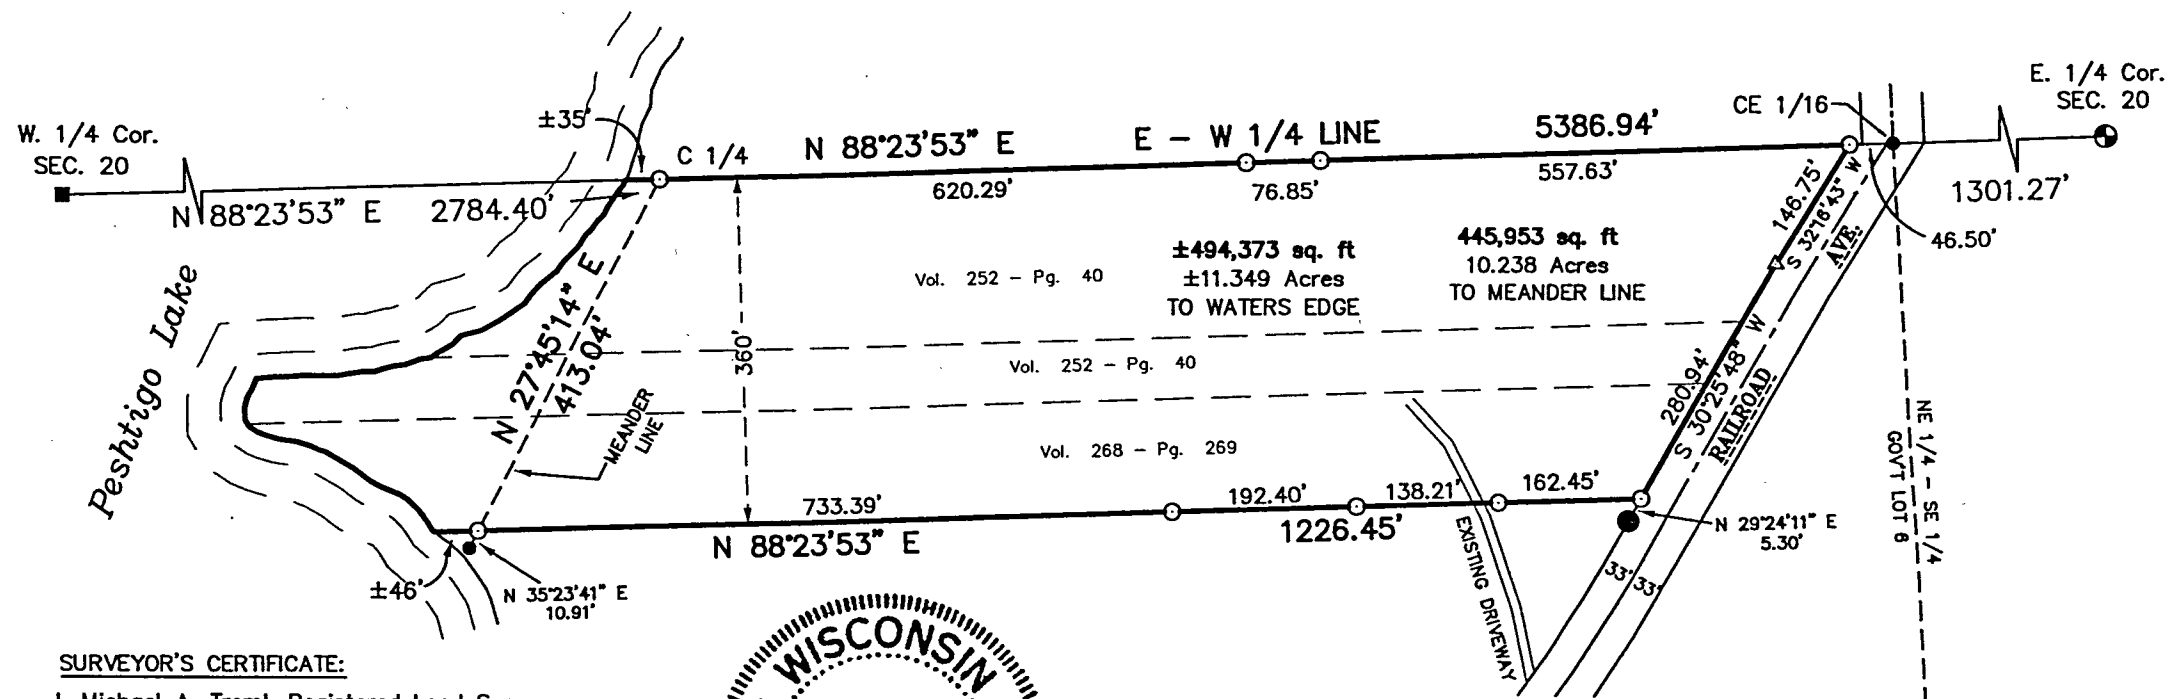 W. 1/4 Cor.
SEC. 20
±35'
C 1/4
N 88°23'53" E
E - W 1/4 LINE
5386.94'
CE 1/16
E. 1/4 Cor.
SEC. 20
N 88°23'53" E
2784.40'
620.29'
76.85'
557.63'
146.75'
S 32°16'43" W
1301.27'
46.50'
AVE.
Peshtigo Lake
N 27°45'14" E
413.04'
360'
Vol. 252 - Pg. 40
±494,373 sq. ft
±11.349 Acres
TO WATERS EDGE
445,953 sq. ft
10.238 Acres
TO MEANDER LINE
Vol. 252 - Pg. 40
280.94'
S 30°25'48" W
RAILROAD
NE 1/4 - SE 1/4
GOV'T LOT 6
MEANDER
LINE
Vol. 268 - Pg. 269
733.39'
192.40'
138.21'
162.45'
N 88°23'53" E
1226.45'
EXISTING DRIVEWAY
N 29°24'11" E
5.30'
33'
33'
±46'
N 35°23'41" E
10.91'
WISCONSIN
SURVEYOR'S CERTIFICATE: